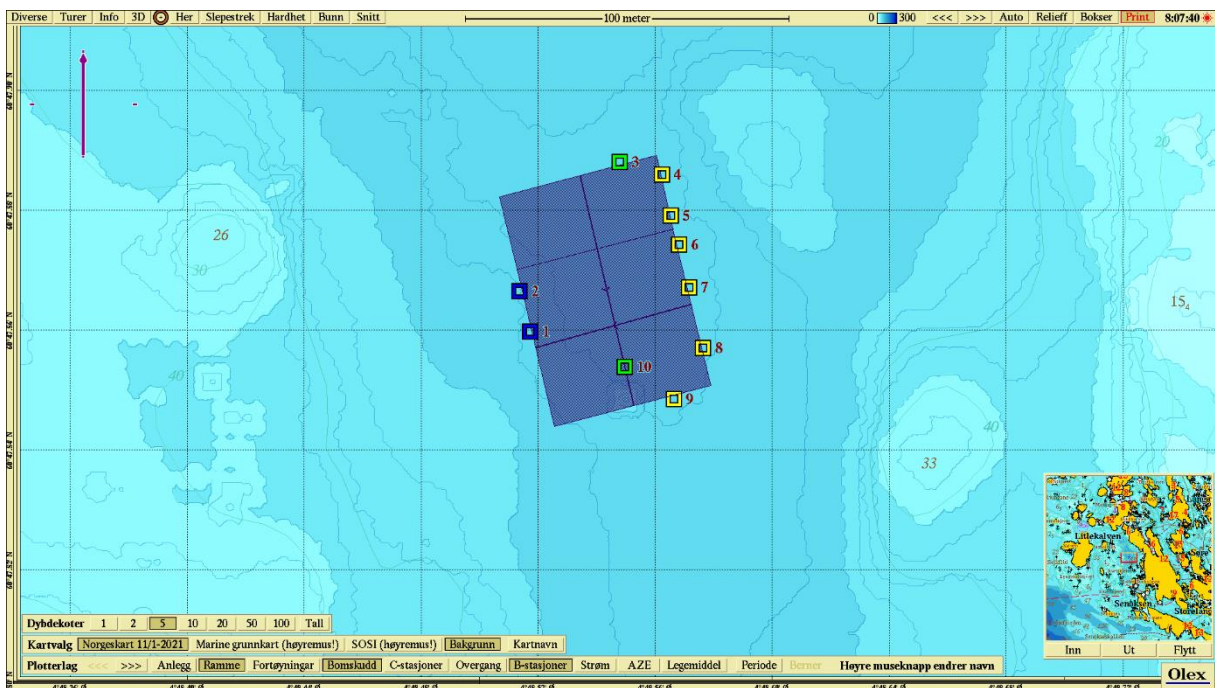 Diverse Turer Info 3D Her Slepestrek Hardhet Bunn Snitt 100 meter 0 300 <<< >>> Auto Relieff Bokser Print 8:07:40
3
4
5
6
7
8
9
10
2
1
26
30
40
20
15₄
40
33
Litlekalven
Dybdekoter 1 2 5 10 20 50 100 Tall
Kartvalg Norgeskart 11/1-2021 Marine grunnkart (høyremus!) SOSI (høyremus!) Bakgrunn Kartnavn
Inn Ut Flytt
Plotterlag <<< >>> Anlegg Ramme Fortøyninger Bomskudd C-stasjoner Overgang B-stasjoner Strøm AZE Legemiddel Periode Berner Høyre museknapp endrer navn
Olex